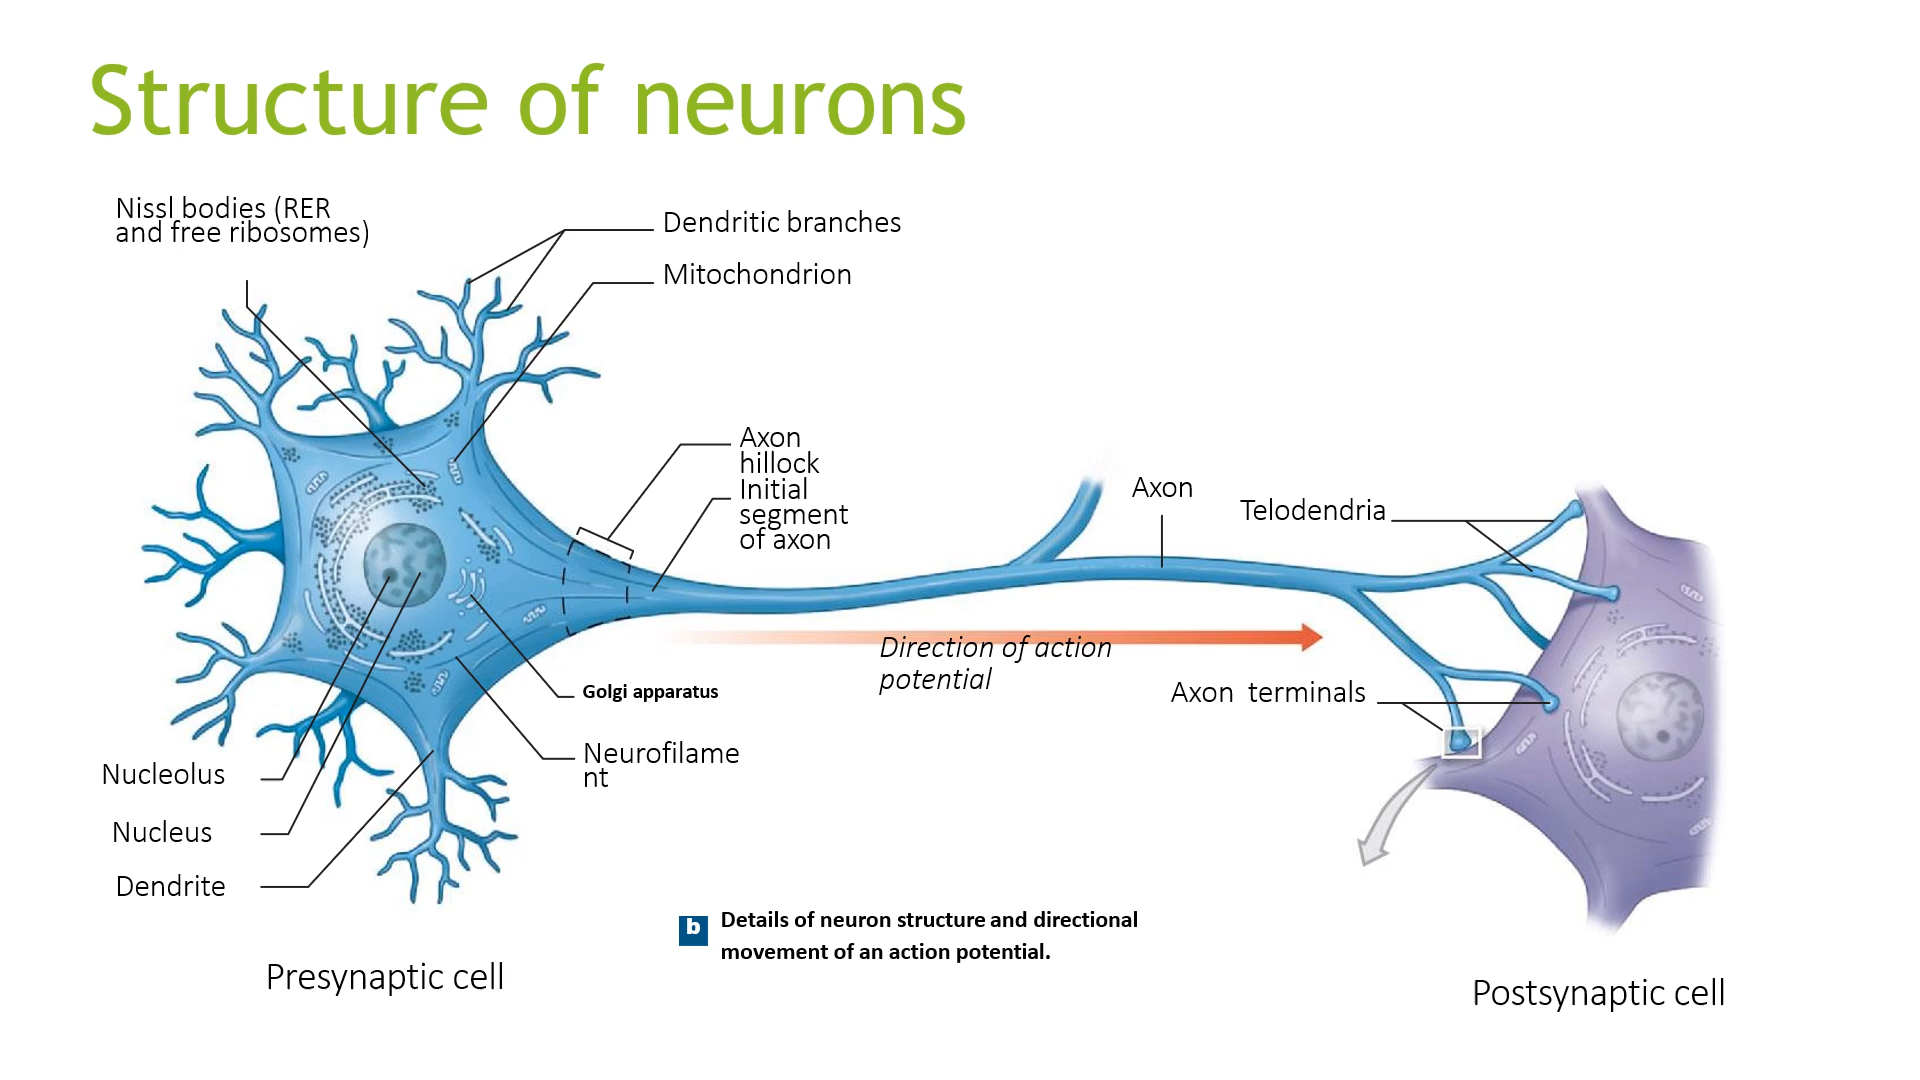 Structure of neurons
Nissl bodies (RER
and free ribosomes)
Dendritic branches
Mitochondrion
Axon
hillock
Initial
segment
of axon
Axon
Telodendria
Direction of action
potential
Golgi apparatus
Axon terminals
Neurofilame
nt
Nucleolus
Nucleus
Dendrite
b
Details of neuron structure and directional
movement of an action potential.
Presynaptic cell
Postsynaptic cell